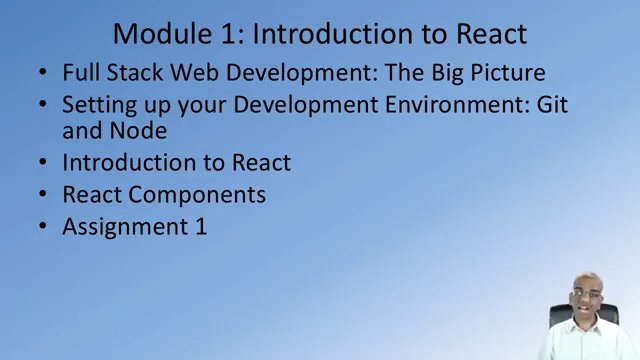 Module 1: Introduction to React
• Full Stack Web Development: The Big Picture
• Setting up your Development Environment: Git
and Node
• Introduction to React
• React Components
• Assignment 1